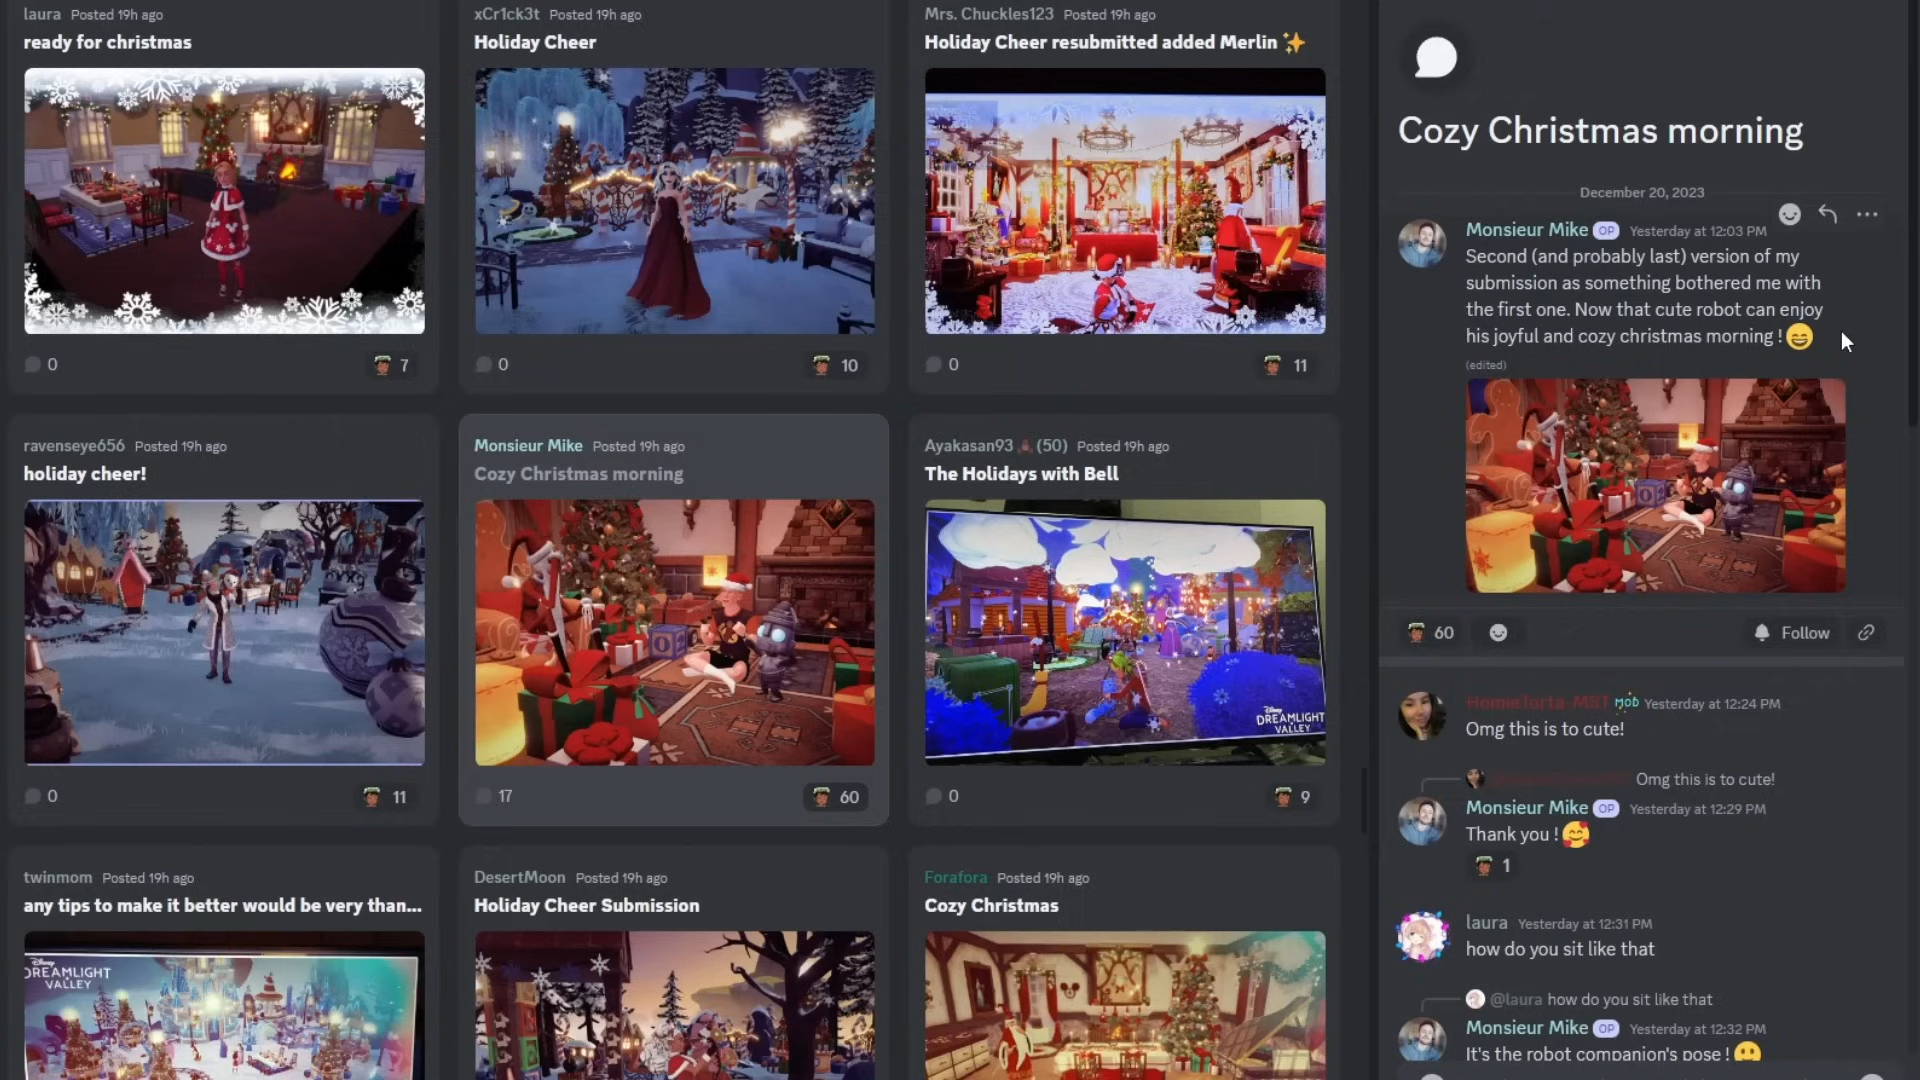 laura Posted 19h ago
ready for christmas
0
7
xCr1ck3t Posted 19h ago
Holiday Cheer
0
10
Mrs. Chuckles123 Posted 19h ago
Holiday Cheer resubmitted added Merlin ✨
0
11
ravenseye656 Posted 19h ago
holiday cheer!
0
11
Monsieur Mike Posted 19h ago
Cozy Christmas morning
17
60
Ayakasan93 (50) Posted 19h ago
The Holidays with Bell
Disney
DREAMLIGHT
VALLEY
0
9
twinmom Posted 19h ago
any tips to make it better would be very than...
Disney
DREAMLIGHT
VALLEY
DesertMoon Posted 19h ago
Holiday Cheer Submission
Forafora Posted 19h ago
Cozy Christmas
Cozy Christmas morning
December 20, 2023
Monsieur Mike OP Yesterday at 12:03 PM
Second (and probably last) version of my
submission as something bothered me with
the first one. Now that cute robot can enjoy
his joyful and cozy christmas morning ! 😄
(edited)
60
Follow
HomieTorta-MST Mob Yesterday at 12:24 PM
Omg this is to cute!
Omg this is to cute!
Monsieur Mike OP Yesterday at 12:29 PM
Thank you ! 🥰
1
laura Yesterday at 12:31 PM
how do you sit like that
@laura how do you sit like that
Monsieur Mike OP Yesterday at 12:32 PM
It's the robot companion's pose ! 🙂